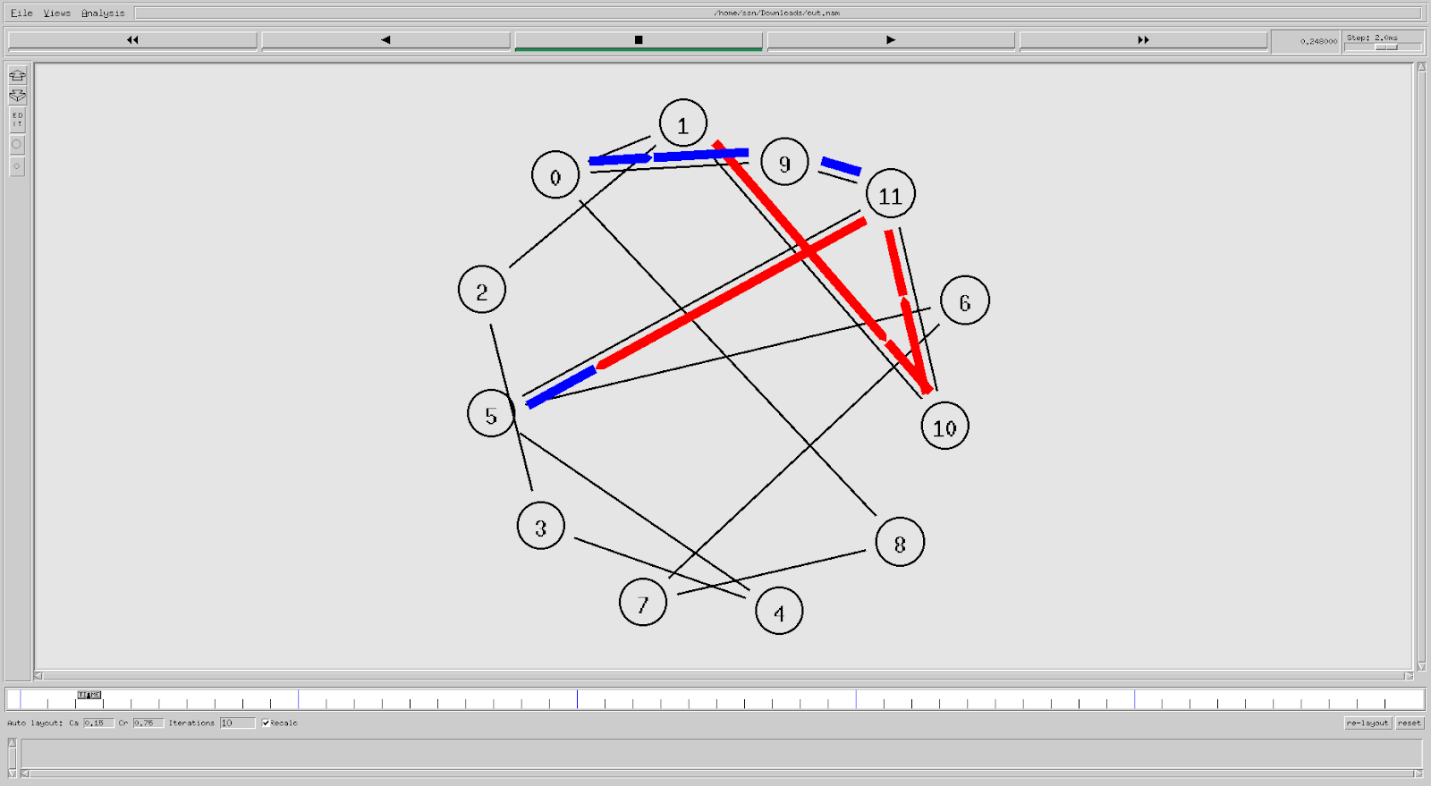 File Views Analysis /home/ssn/Downloads/out.nam
0.248000 Step: 2.0ms
ED
IT
1
9
0
11
2
6
5
10
3
8
7
4
Auto layout: Ca 0.15 Cr 0.75 Iterations 10 Recalc re-layout reset